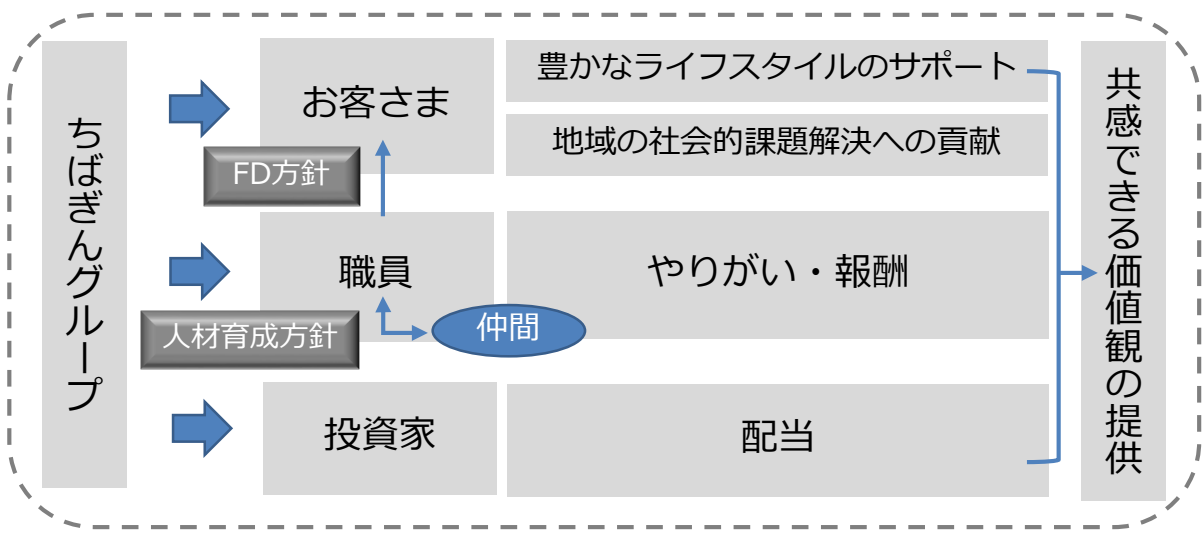 ちばぎんグループ
お客さま
豊かなライフスタイルのサポート
地域の社会的課題解決への貢献
FD方針
職員
やりがい・報酬
人材育成方針
仲間
投資家
配当
共感できる価値観の提供